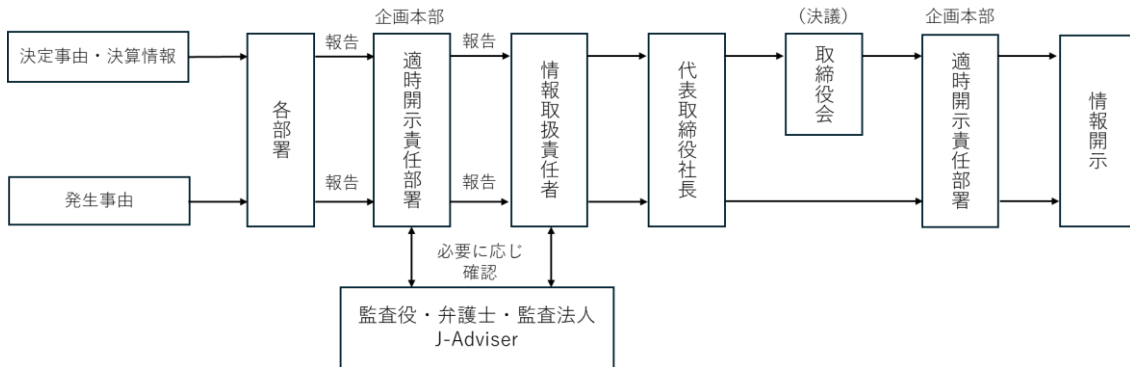 企画本部
(決議)
企画本部
決定事由・決算情報
報告
報告
各部署
適時開示責任部署
情報取扱責任者
代表取締役社長
取締役会
適時開示責任部署
情報開示
発生事由
報告
報告
必要に応じ
確認
監査役・弁護士・監査法人
J-Adviser